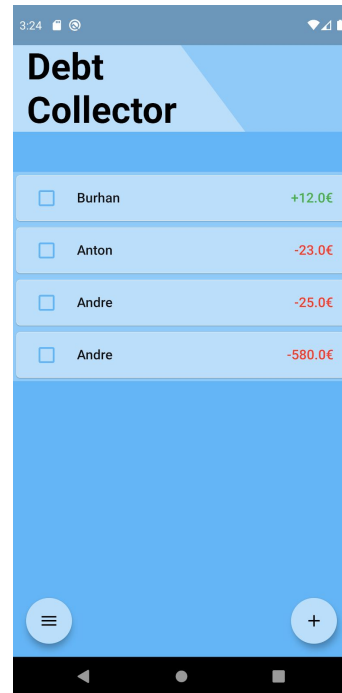 3:24
Debt
Collector
Burhan +12.0€
Anton -23.0€
Andre -25.0€
Andre -580.0€
+